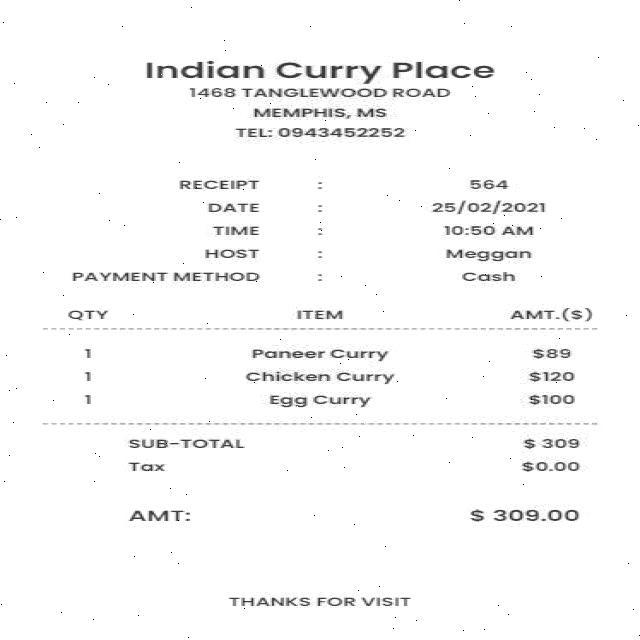 Indian Curry Place
1468 TANGLEWOOD ROAD
MEMPHIS, MS
TEL: 0943452252
RECEIPT : 564
DATE : 25/02/2021
TIME : 10:50 AM
HOST : Meggan
PAYMENT METHOD : Cash
QTY ITEM AMT.($)
1 Paneer Curry $89
1 Chicken Curry $120
1 Egg Curry $100
SUB-TOTAL $ 309
Tax $0.00
AMT: $ 309.00
THANKS FOR VISIT